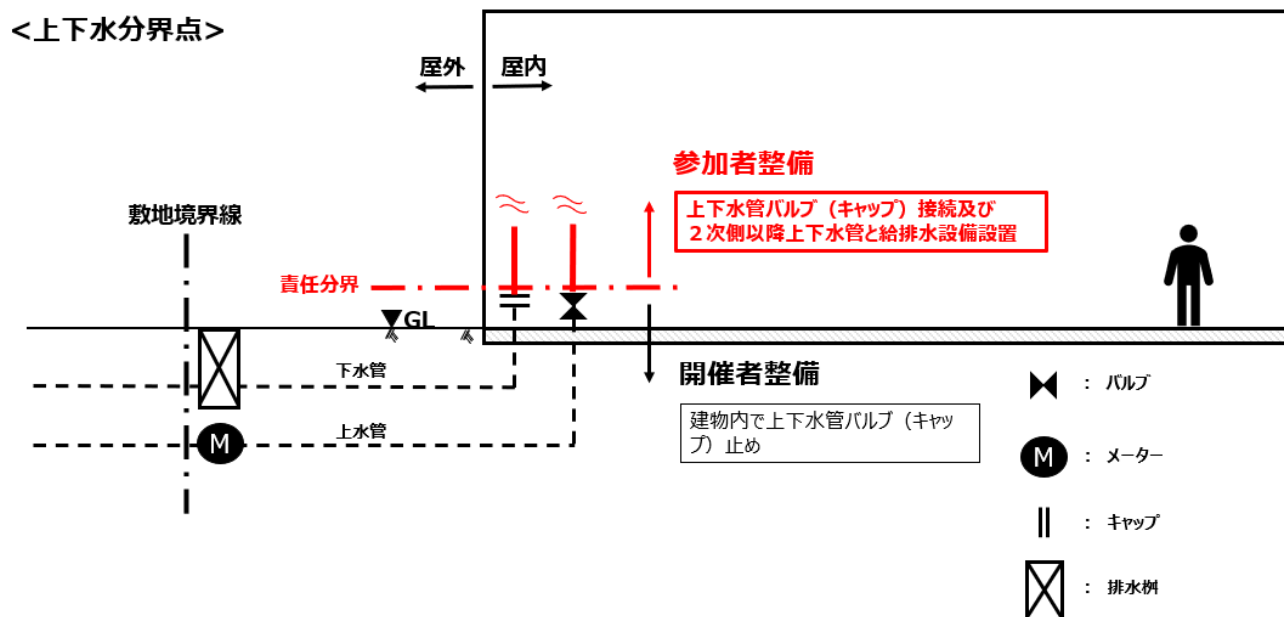 <上下水分界点>
屋外 屋内
参加者整備
上下水管バルブ（キャップ）接続及び
２次側以降上下水管と給排水設備設置
敷地境界線
責任分界
GL
下水管
開催者整備
： バルブ
建物内で上下水管バルブ（キャッ
プ）止め
上水管
M
M ： メーター
： キャップ
： 排水桝